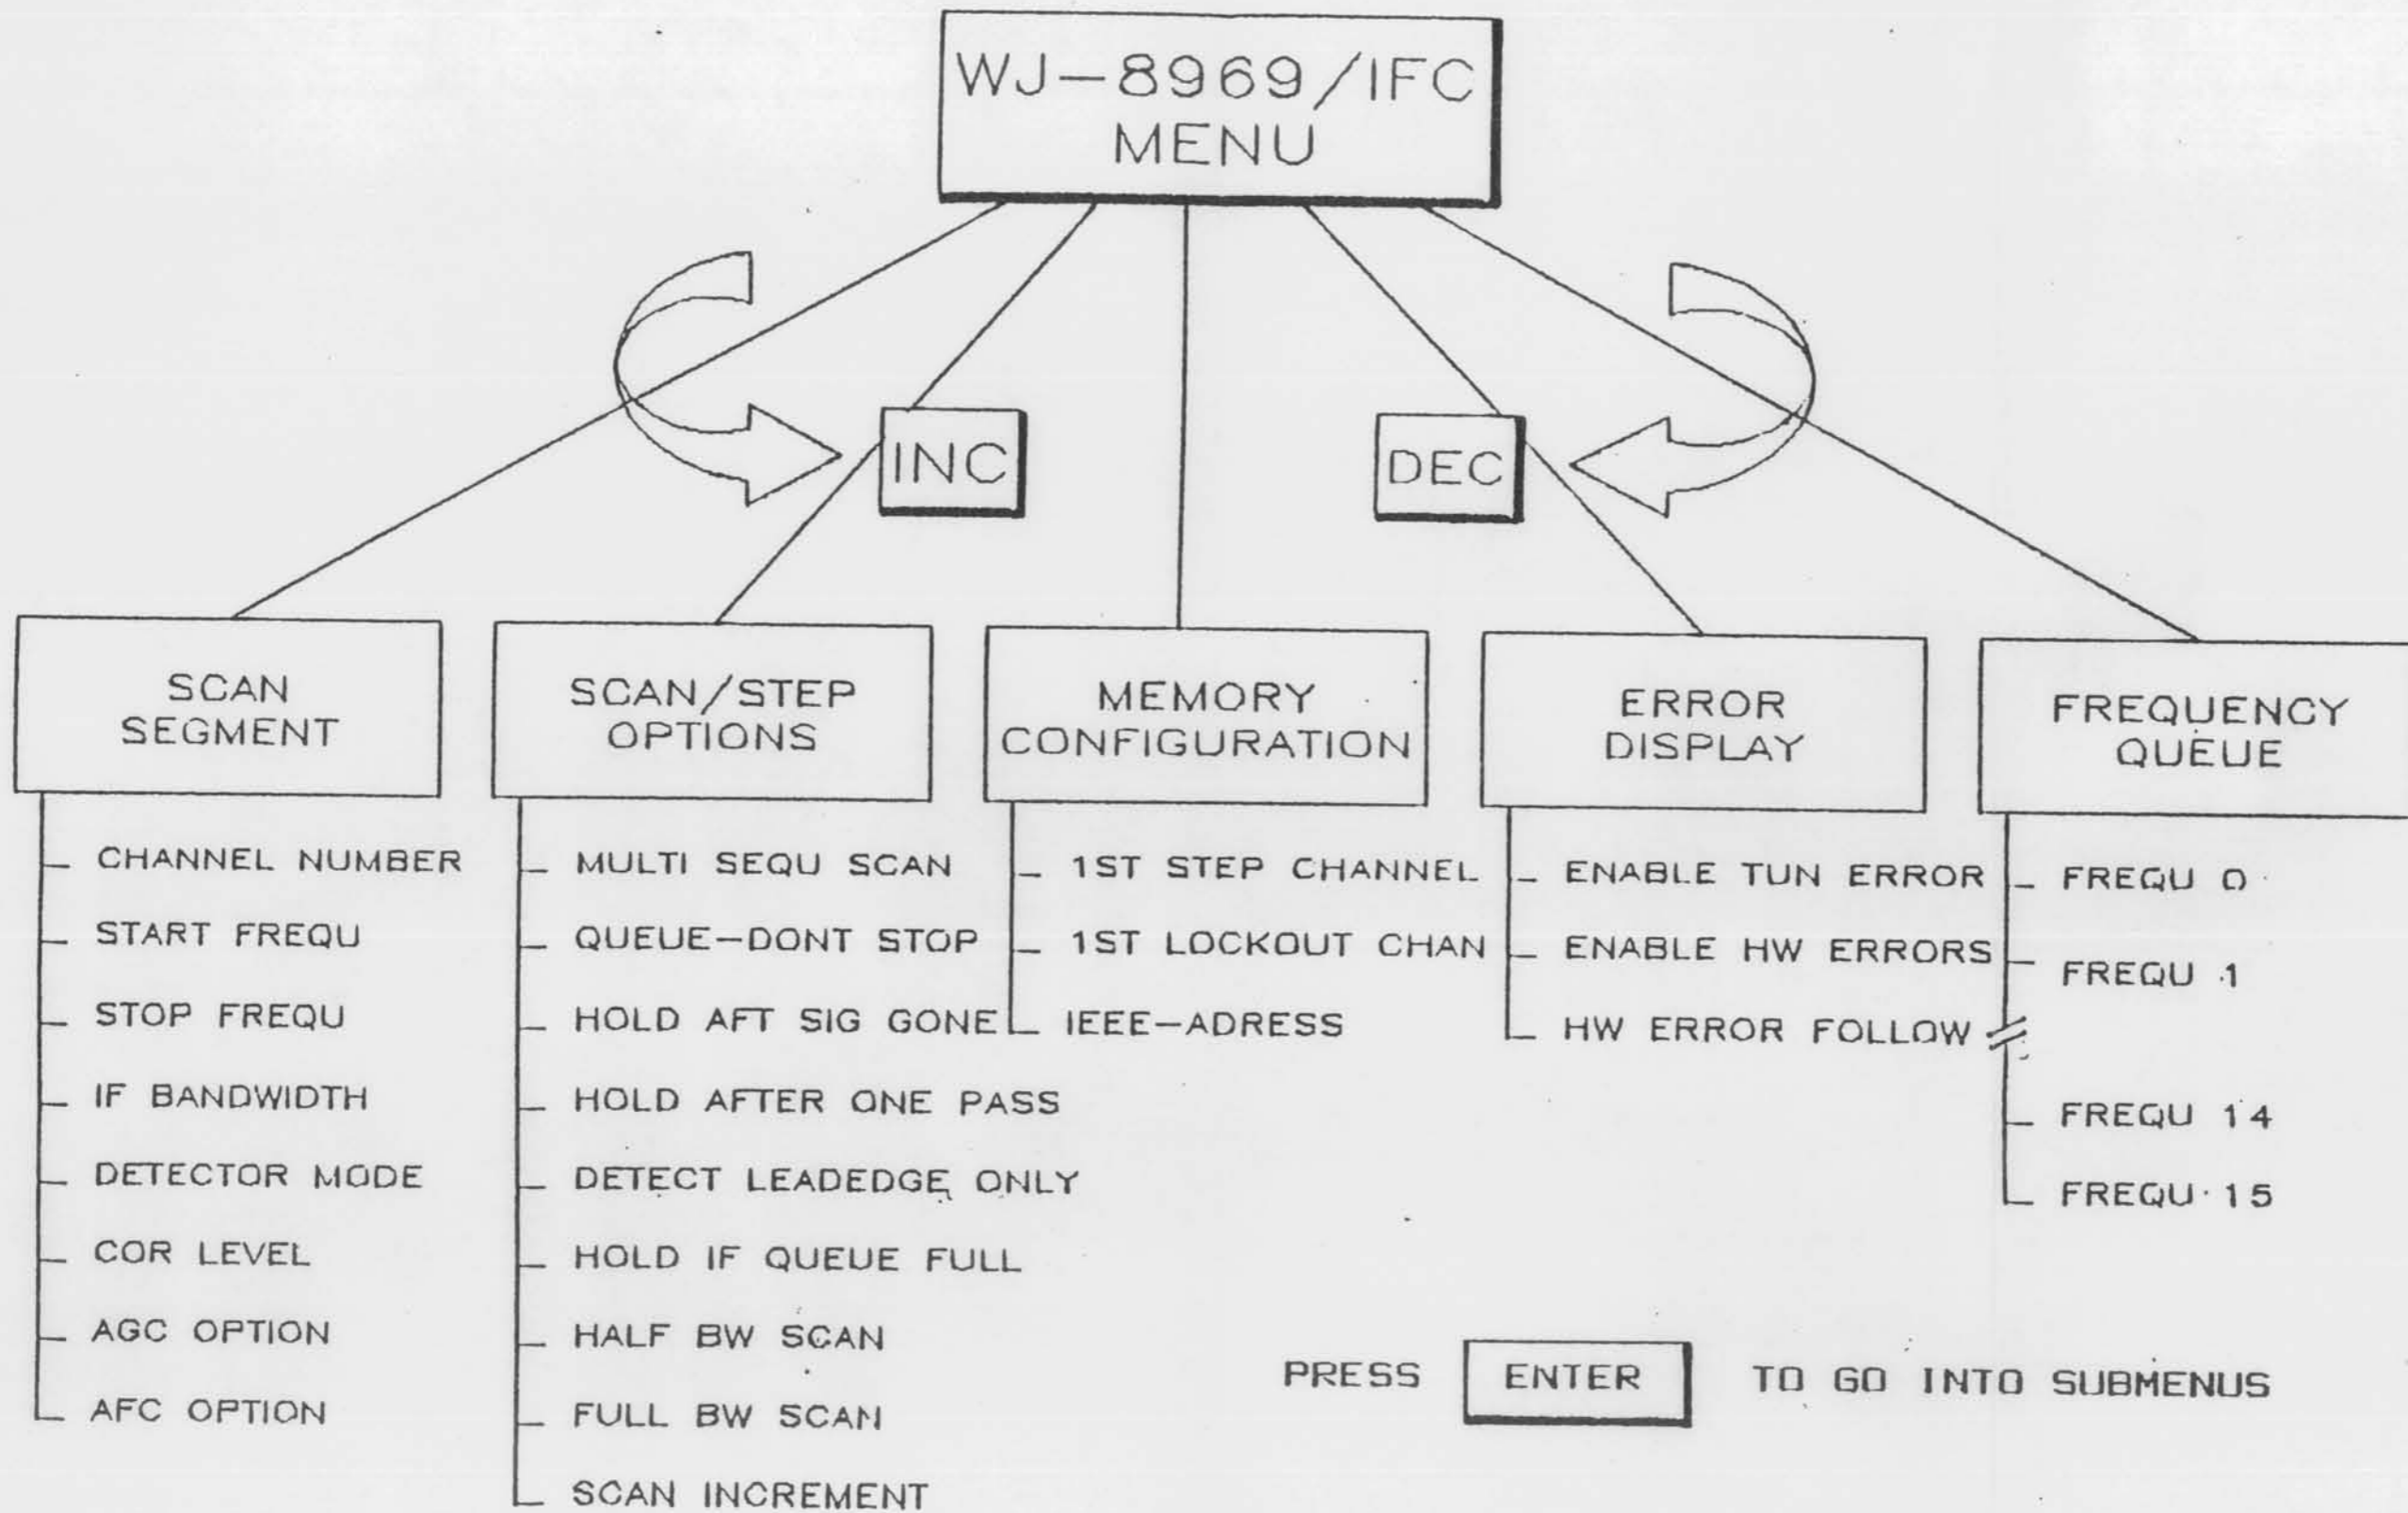 WJ-8969/IFC
MENU
INC
DEC
SCAN
SEGMENT
CHANNEL NUMBER
START FREQU
STOP FREQU
IF BANDWIDTH
DETECTOR MODE
COR LEVEL
AGC OPTION
AFC OPTION
SCAN/STEP
OPTIONS
MULTI SEQU SCAN
QUEUE-DONT STOP
HOLD AFT SIG GONE
HOLD AFTER ONE PASS
DETECT LEADEDGE ONLY
HOLD IF QUEUE FULL
HALF BW SCAN
FULL BW SCAN
SCAN INCREMENT
MEMORY
CONFIGURATION
1ST STEP CHANNEL
1ST LOCKOUT CHAN
IEEE-ADRESS
ERROR
DISPLAY
ENABLE TUN ERROR
ENABLE HW ERRORS
HW ERROR FOLLOW
FREQUENCY
QUEUE
FREQU 0
FREQU 1
FREQU 14
FREQU 15
PRESS ENTER TO GO INTO SUBMENUS